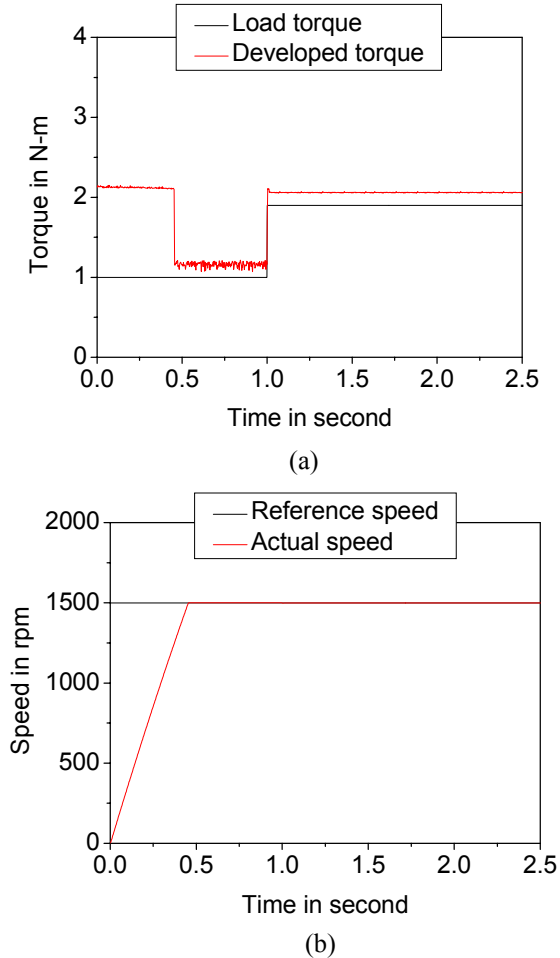 Load torque
Developed torque
4
3
2
1
0
Torque in N-m
0.0 0.5 1.0 1.5 2.0 2.5
Time in second
(a)
Reference speed
Actual speed
2000
1500
1000
500
0
Speed in rpm
0.0 0.5 1.0 1.5 2.0 2.5
Time in second
(b)